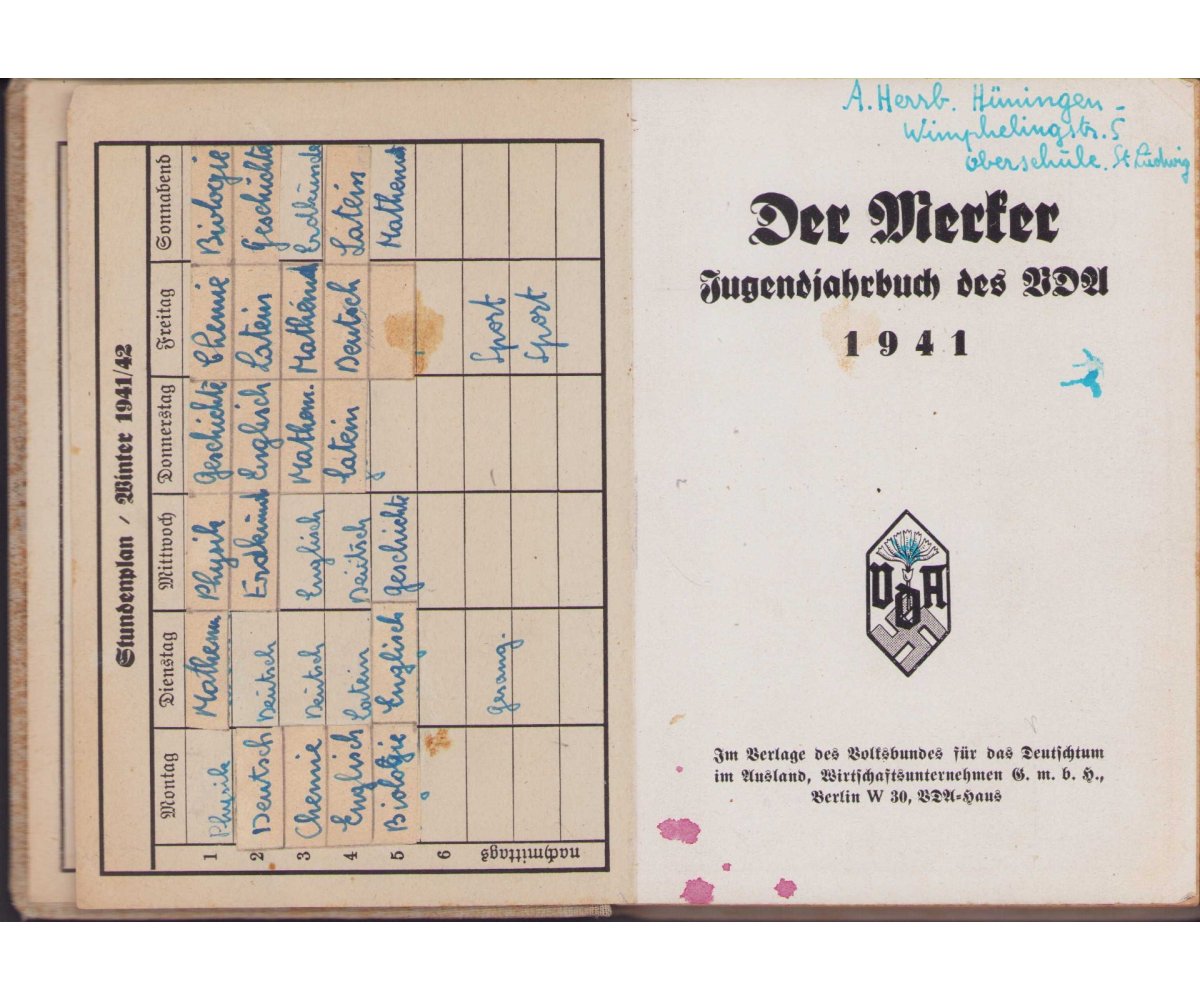 Stundenplan / Winter 1941/42
Montag Dienstag Mittwoch Donnerstag Freitag Sonnabend
1 Physik Mathem Physik Geschichte Chemie Biologie
2 Deutsch Deutsch Erdkund Englisch Latein Geschichte
3 Chemie Deutsch Englisch Mathem. Mathemat Erdkunde
4 Englisch Latein Deutsch Latein Deutsch Latein
5 Biologie Englisch Geschichte Mathemat
6
nachmittags Gesang. Sport
Sport
A. Herrb. Hüningen -
Wimphelingstr. 5
Oberschule. St Ludwig
Der Merker
Jugendjahrbuch des VDA
1941
VDA
Im Verlage des Volksbundes für das Deutschtum
im Ausland, Wirtschaftsunternehmen G. m. b. H.,
Berlin W 30, VDA-Haus